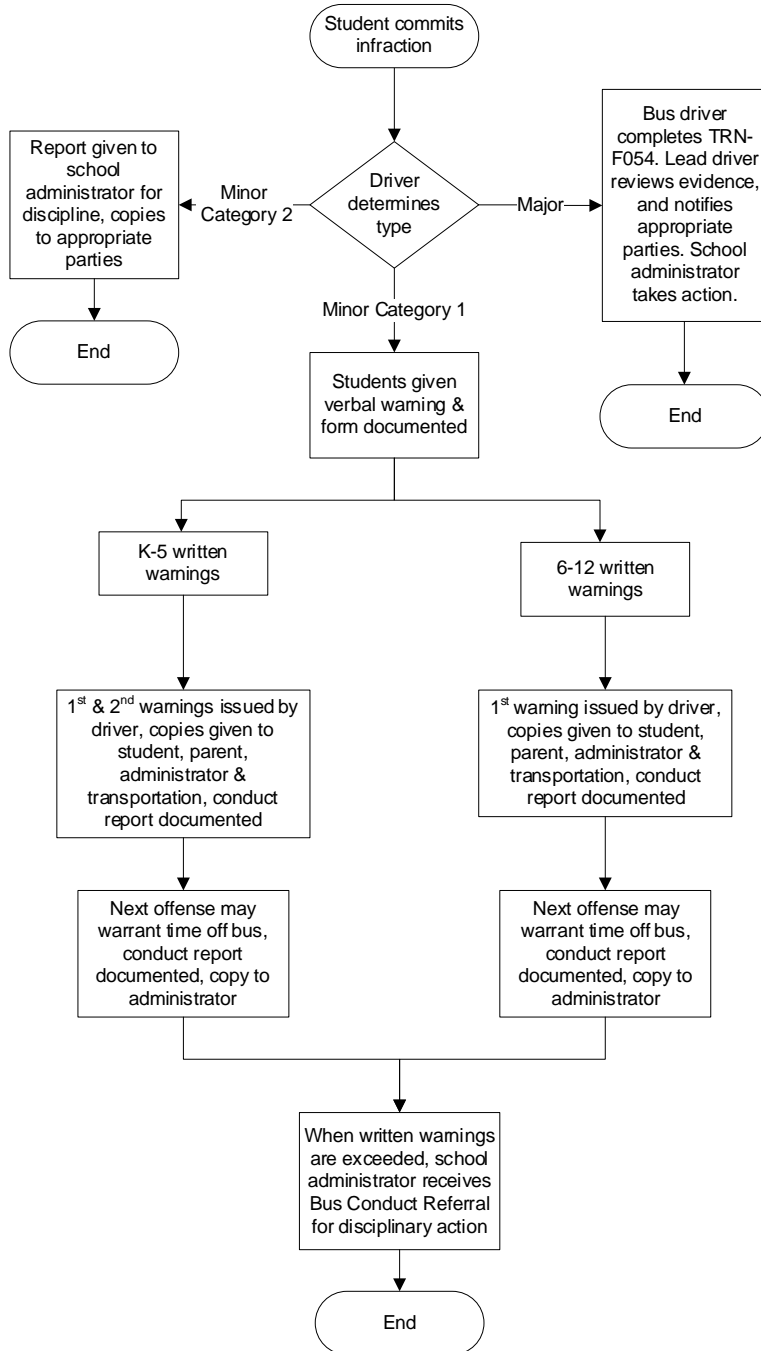 Student commits
infraction
Driver
determines
type
Minor
Category 2
Report given to
school
administrator for
discipline, copies
to appropriate
parties
End
Major
Bus driver
completes TRN-
F054. Lead driver
reviews evidence,
and notifies
appropriate
parties. School
administrator
takes action.
End
Minor Category 1
Students given
verbal warning &
form documented
K-5 written
warnings
1st & 2nd warnings issued by
driver, copies given to
student, parent,
administrator &
transportation, conduct
report documented
Next offense may
warrant time off bus,
conduct report
documented, copy to
administrator
6-12 written
warnings
1st warning issued by driver,
copies given to student,
parent, administrator &
transportation, conduct
report documented
Next offense may
warrant time off bus,
conduct report
documented, copy to
administrator
When written warnings
are exceeded, school
administrator receives
Bus Conduct Referral
for disciplinary action
End